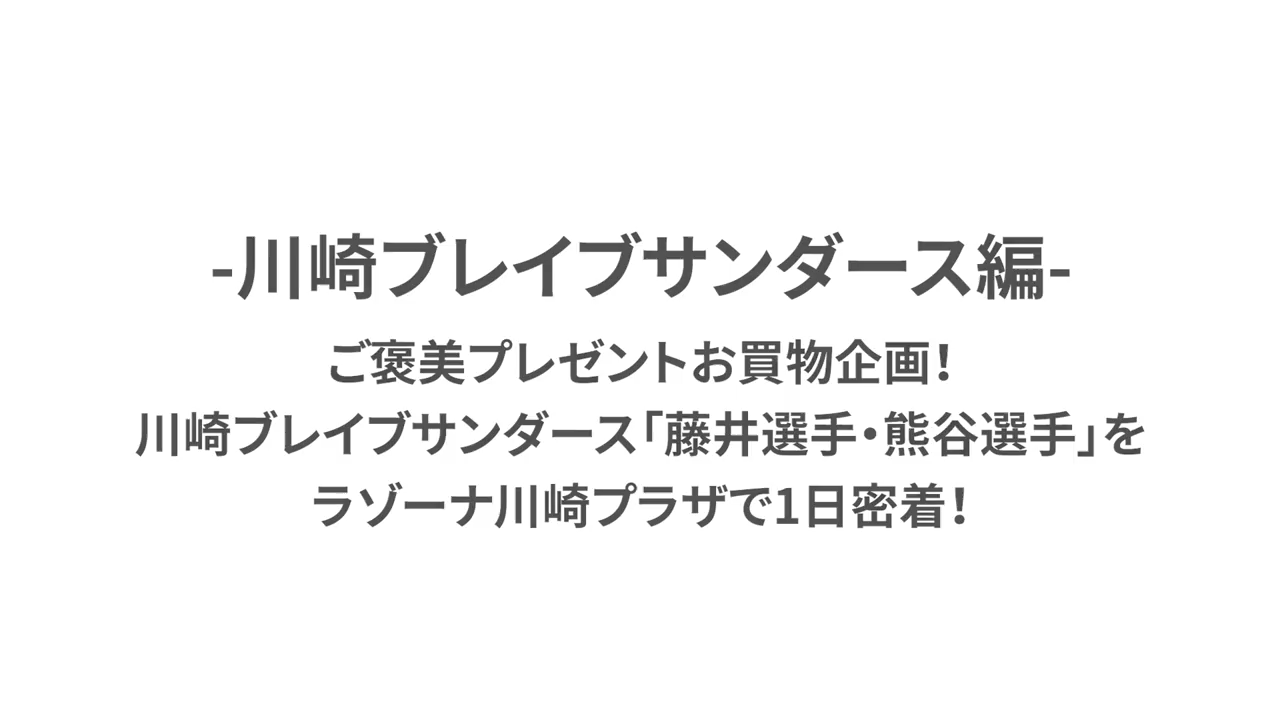 -川崎ブレイブサンダース編-
ご褒美プレゼントお買物企画！
川崎ブレイブサンダース「藤井選手・熊谷選手」を
ラゾーナ川崎プラザで1日密着！